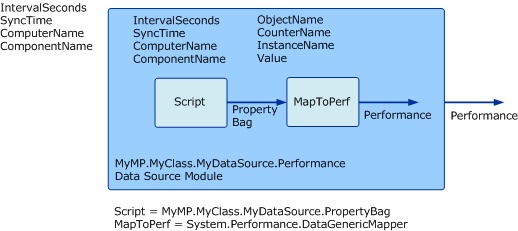 IntervalSeconds
SyncTime
ComputerName
ComponentName
IntervalSeconds
SyncTime
ComputerName
ComponentName
ObjectName
CounterName
InstanceName
Value
Script
Property
Bag
MapToPerf
Performance
Performance
MyMP.MyClass.MyDataSource.Performance
Data Source Module
Script = MyMP.MyClass.MyDataSource.PropertyBag
MapToPerf = System.Performance.DataGenericMapper